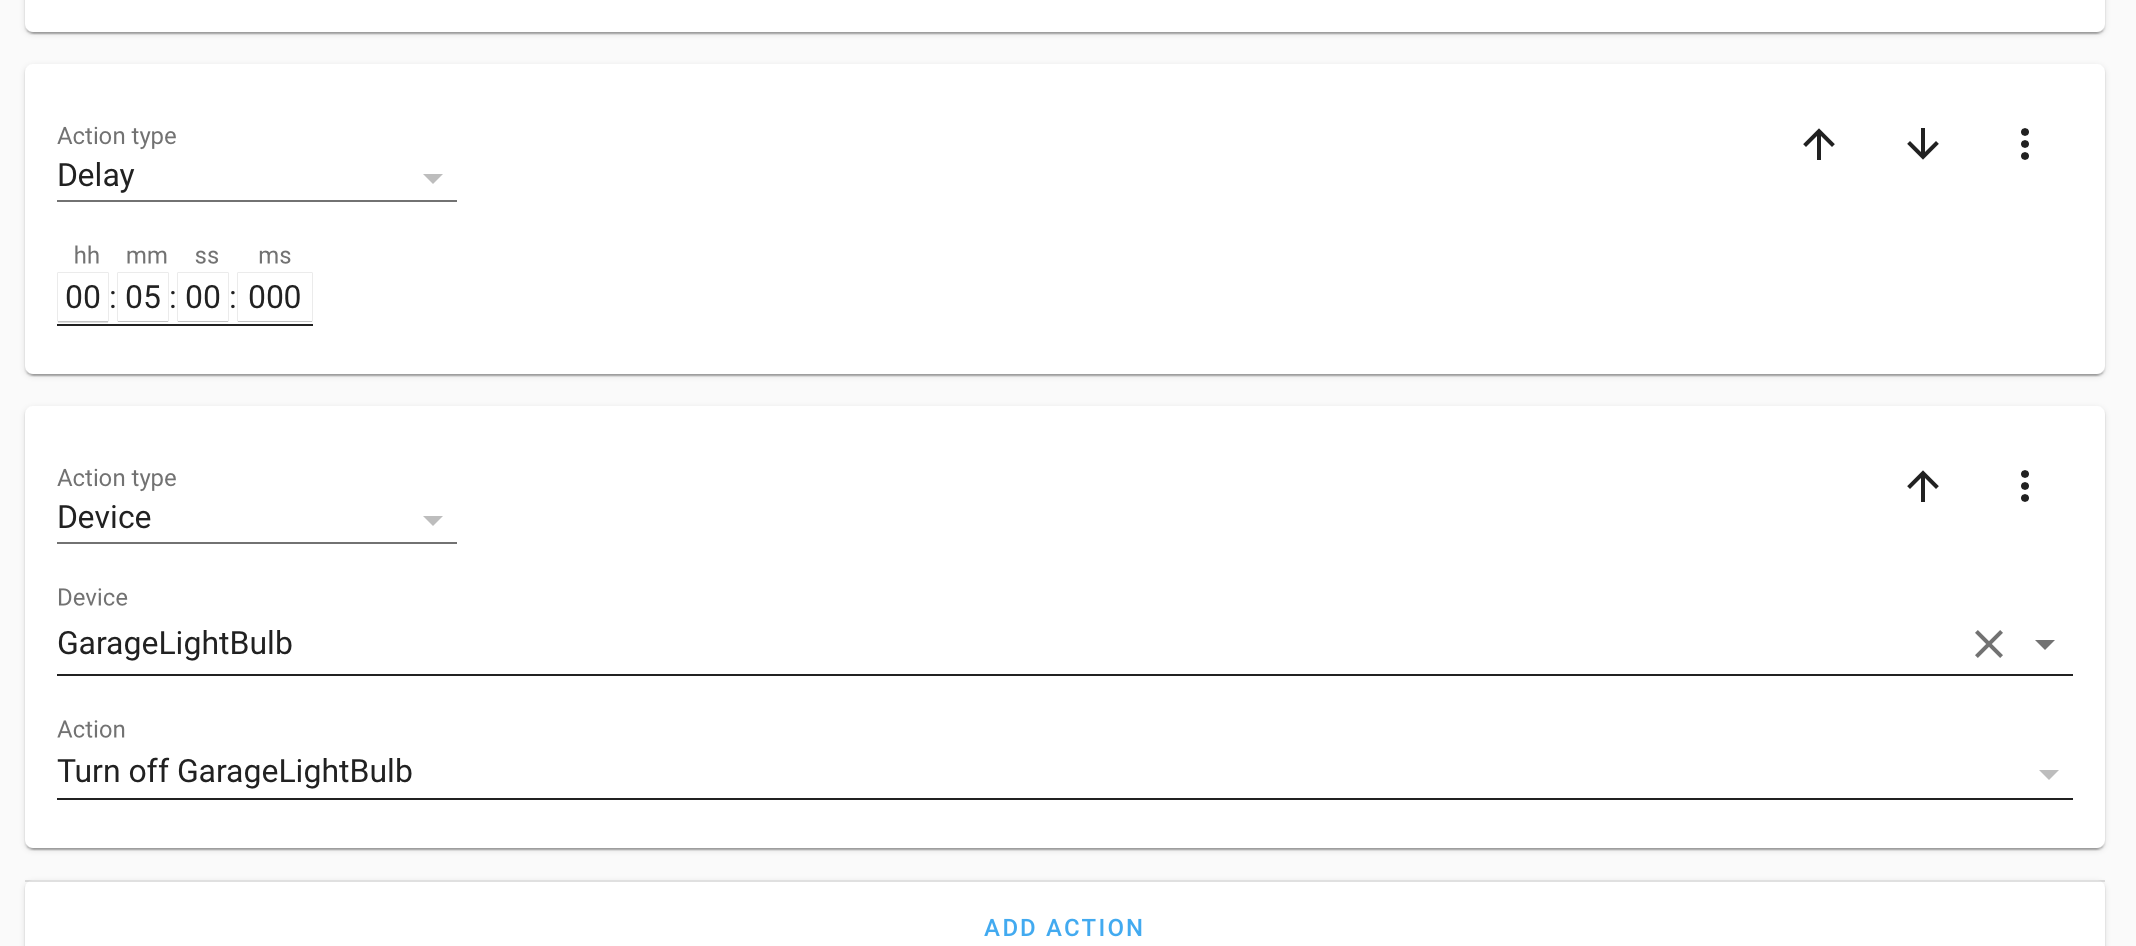 Action type
Delay
hh mm ss ms
00 : 05 : 00 : 000
Action type
Device
Device
GarageLightBulb
Action
Turn off GarageLightBulb
ADD ACTION